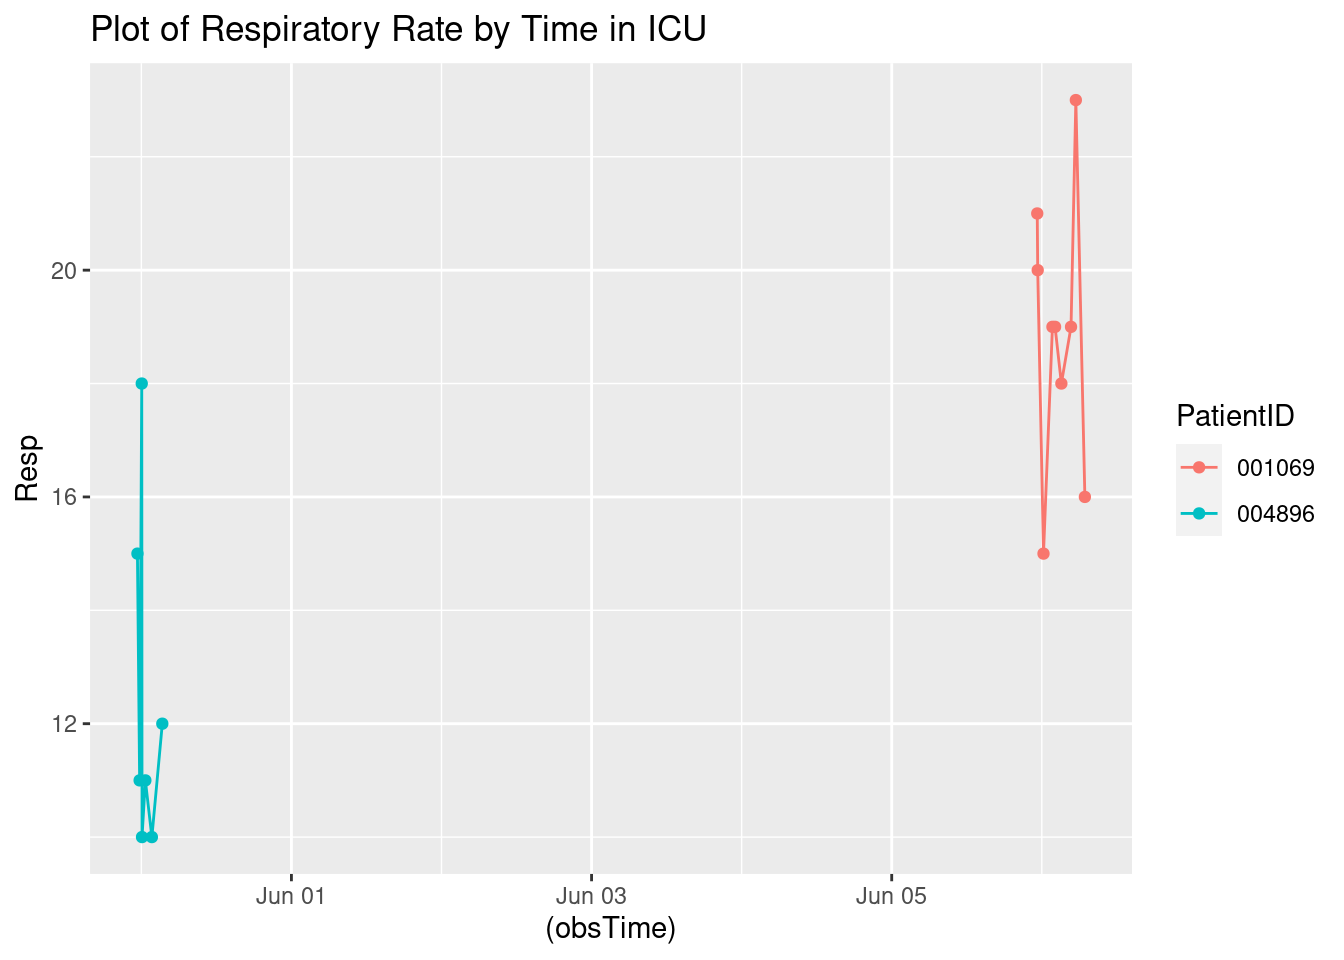 Plot of Respiratory Rate by Time in ICU
Resp
20
16
12
Jun 01
Jun 03
Jun 05
(obsTime)
PatientID
001069
004896